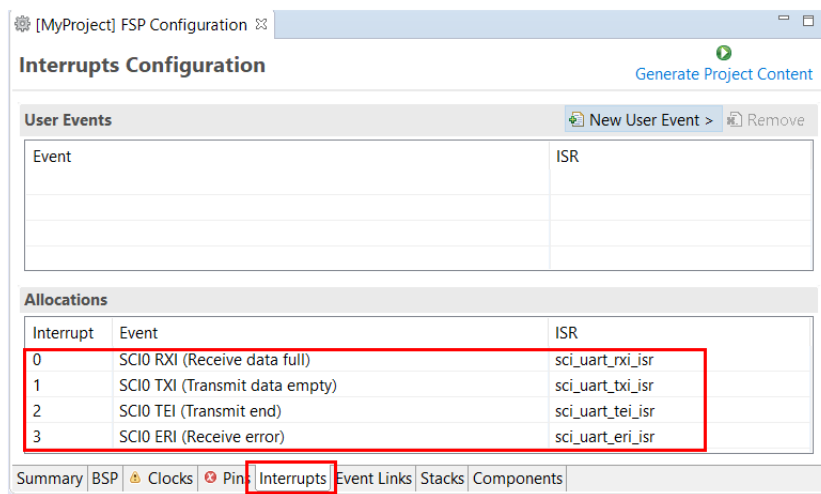 [MyProject] FSP Configuration
Interrupts Configuration
Generate Project Content
User Events
New User Event >
Remove
Event ISR
Allocations
Interrupt Event ISR
0 SCI0 RXI (Receive data full) sci_uart_rxi_isr
1 SCI0 TXI (Transmit data empty) sci_uart_txi_isr
2 SCI0 TEI (Transmit end) sci_uart_tei_isr
3 SCI0 ERI (Receive error) sci_uart_eri_isr
Summary BSP Clocks Pins Interrupts Event Links Stacks Components